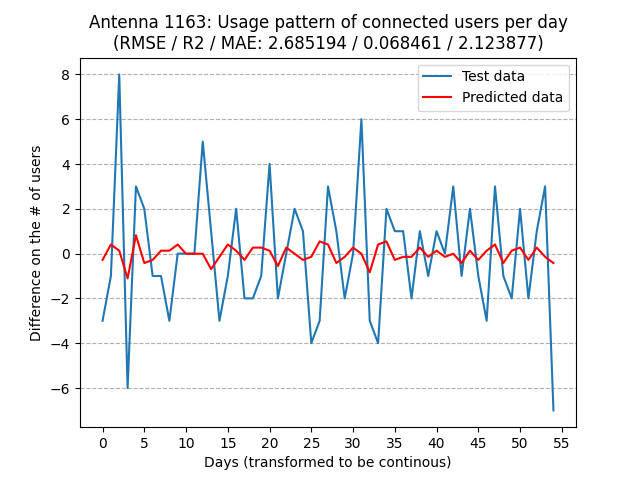 Antenna 1163: Usage pattern of connected users per day
(RMSE / R2 / MAE: 2.685194 / 0.068461 / 2.123877)
Test data
Predicted data
Difference on the # of users
8
6
4
2
0
−2
−4
−6
0 5 10 15 20 25 30 35 40 45 50 55
Days (transformed to be continous)